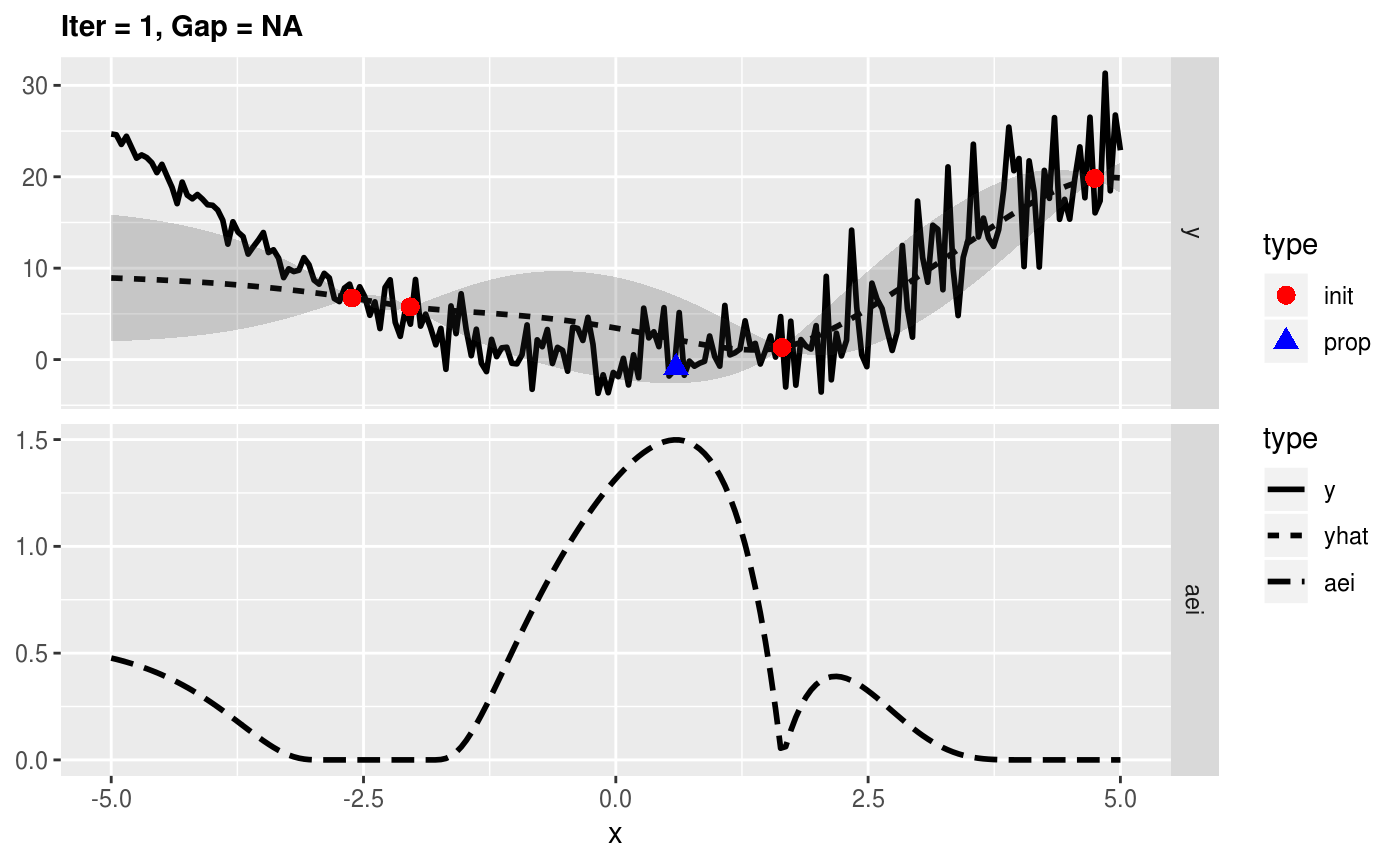 Iter = 1, Gap = NA
30
20
10
0
y
1.5
1.0
0.5
0.0
aei
-5.0
-2.5
0.0
2.5
5.0
x
type
init
prop
type
y
yhat
aei